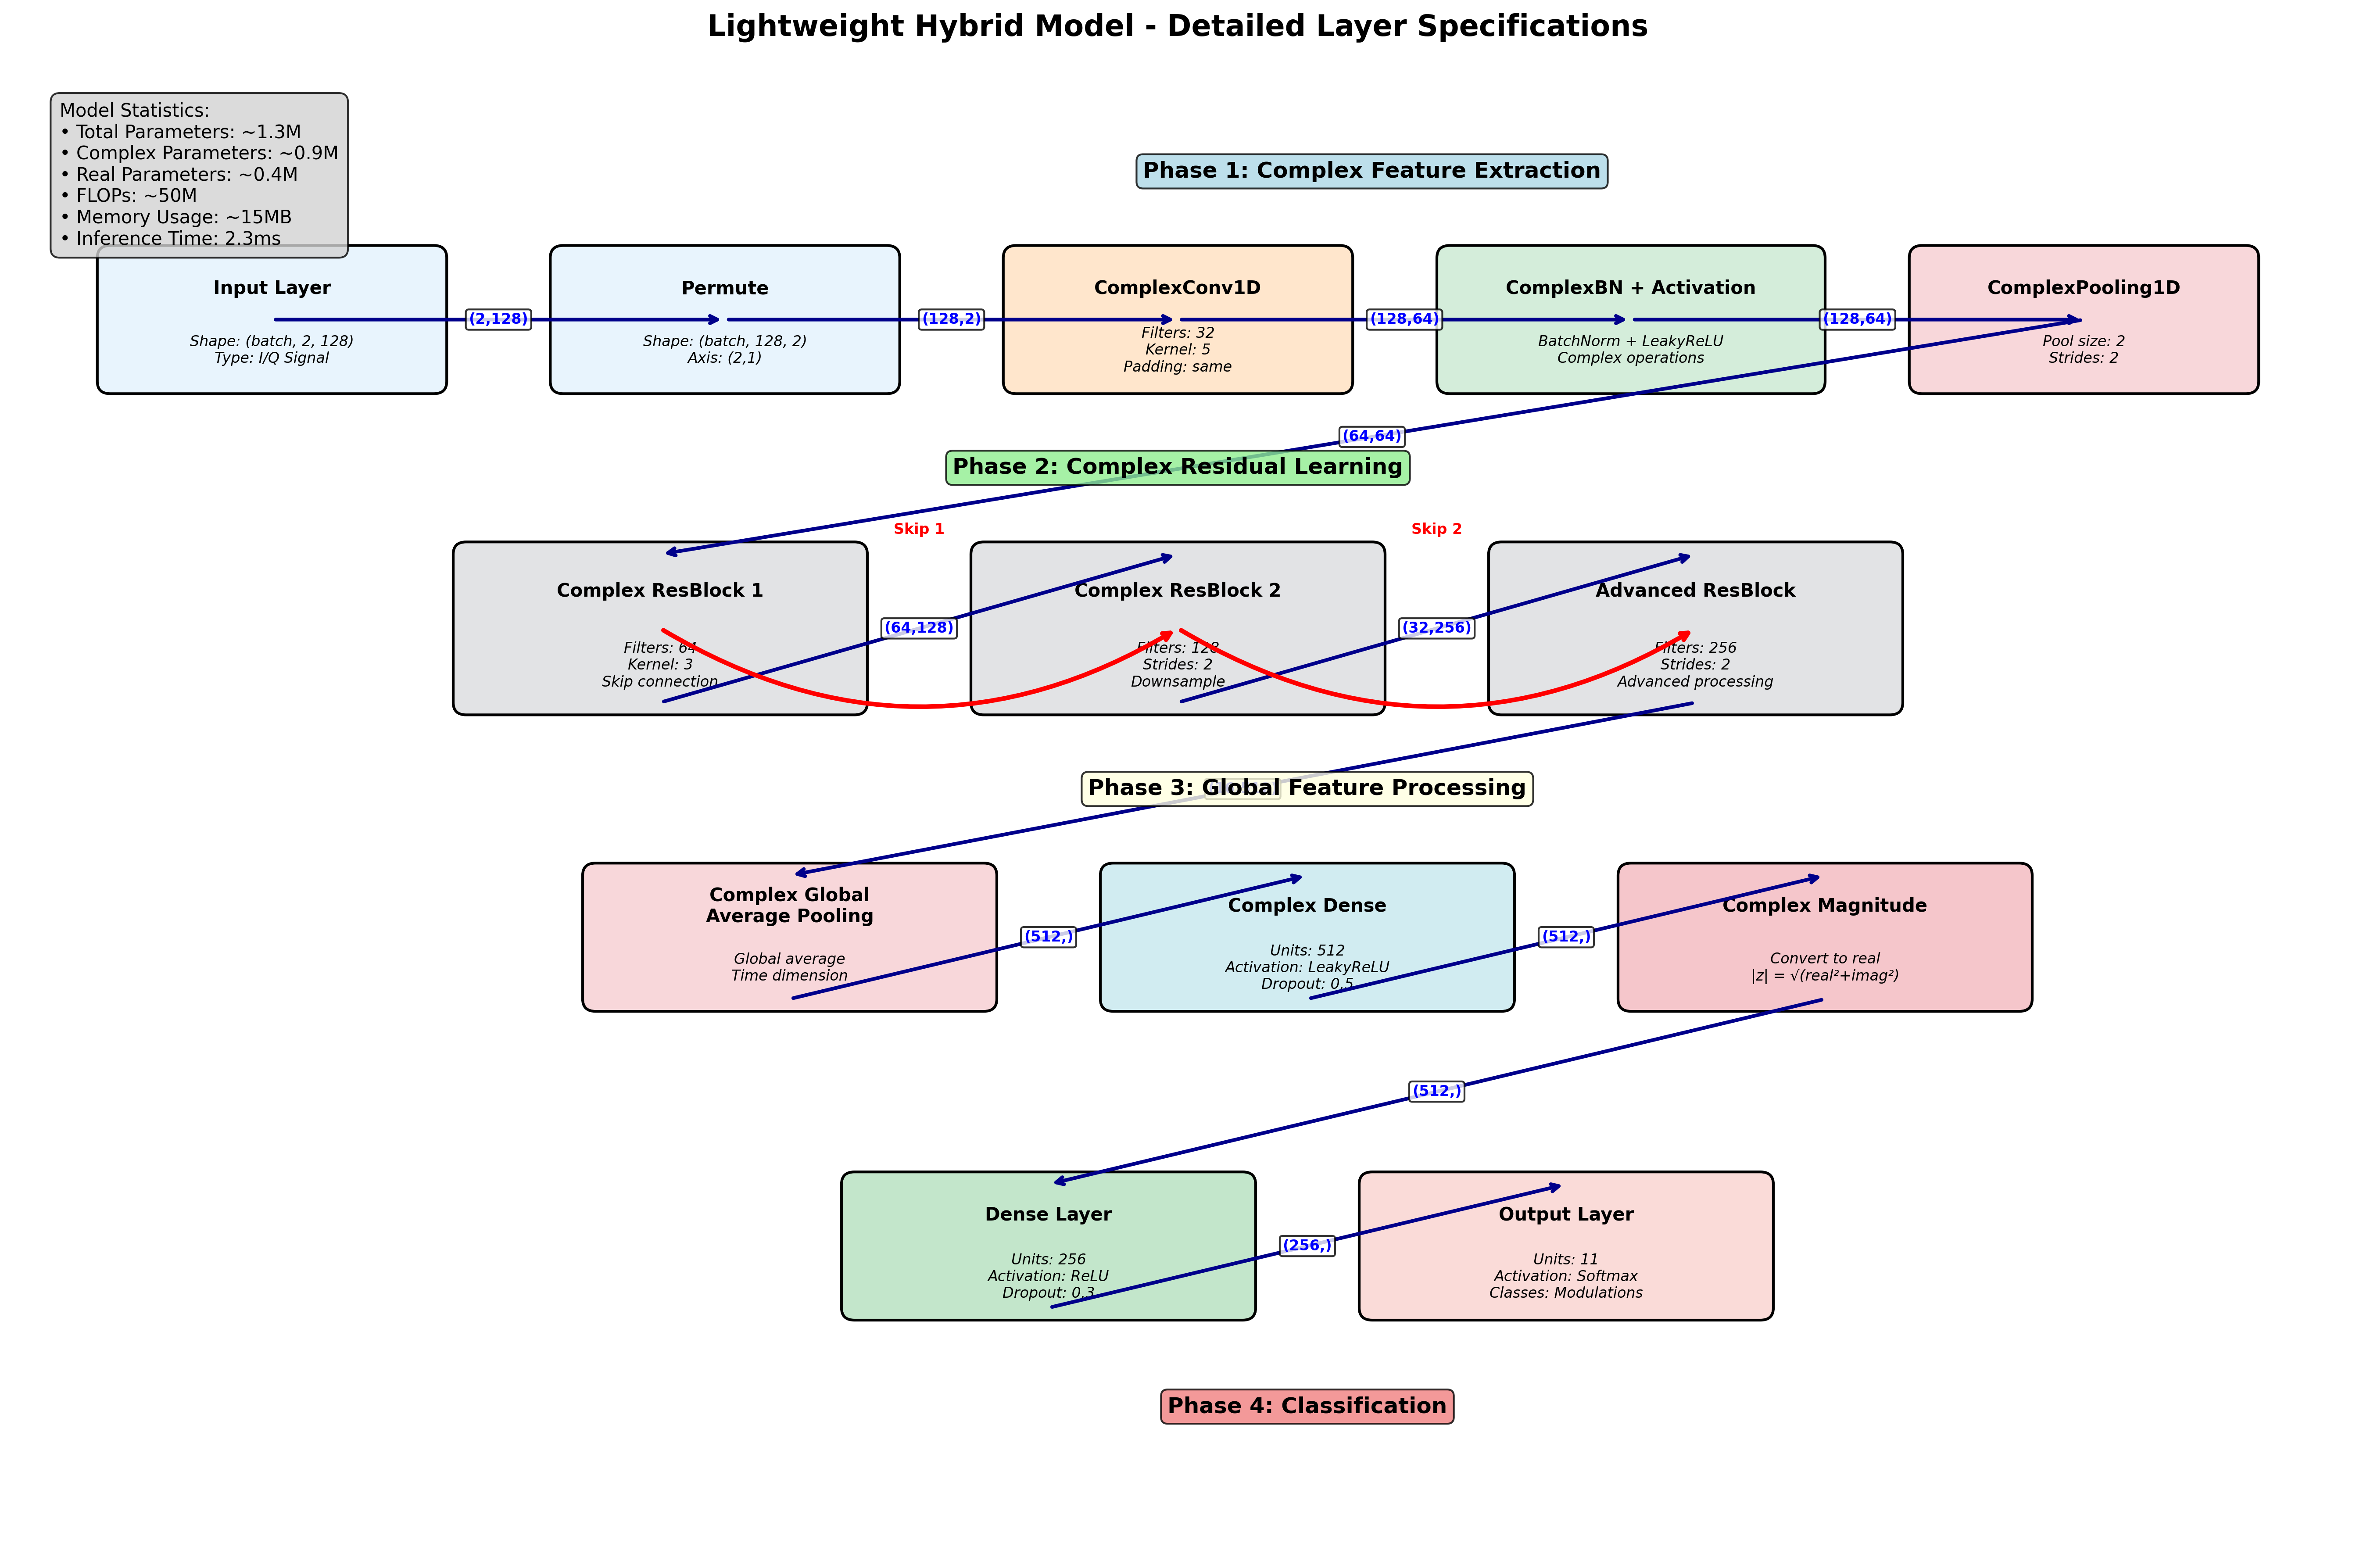 Lightweight Hybrid Model - Detailed Layer Specifications
Model Statistics:
• Total Parameters: ~1.3M
• Complex Parameters: ~0.9M
• Real Parameters: ~0.4M
• FLOPs: ~50M
• Memory Usage: ~15MB
• Inference Time: 2.3ms
Phase 1: Complex Feature Extraction
Input Layer
Shape: (batch, 2, 128)
Type: I/Q Signal
(2,128)
Permute
Shape: (batch, 128, 2)
Axis: (2,1)
(128,2)
ComplexConv1D
Filters: 32
Kernel: 5
Padding: same
(128,64)
ComplexBN + Activation
BatchNorm + LeakyReLU
Complex operations
(128,64)
ComplexPooling1D
Pool size: 2
Strides: 2
(64,64)
Phase 2: Complex Residual Learning
Skip 1
Skip 2
Complex ResBlock 1
Filters: 64
Kernel: 3
Skip connection
(64,128)
Complex ResBlock 2
Filters: 128
Strides: 2
Downsample
(32,256)
Advanced ResBlock
Filters: 256
Strides: 2
Advanced processing
Phase 3: Global Feature Processing
Complex Global
Average Pooling
Global average
Time dimension
(512,)
Complex Dense
Units: 512
Activation: LeakyReLU
Dropout: 0.5
(512,)
Complex Magnitude
Convert to real
|z| = √(real²+imag²)
(512,)
Dense Layer
Units: 256
Activation: ReLU
Dropout: 0.3
(256,)
Output Layer
Units: 11
Activation: Softmax
Classes: Modulations
Phase 4: Classification